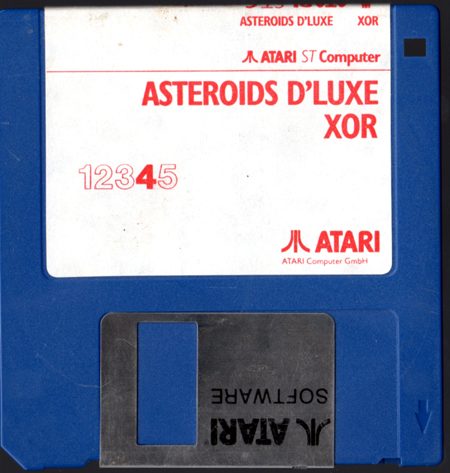 ASTEROIDS D'LUXE XOR
ATARI ST Computer
ASTEROIDS D'LUXE
XOR
12345
ATARI
ATARI Computer GmbH
ATARI
SOFTWARE